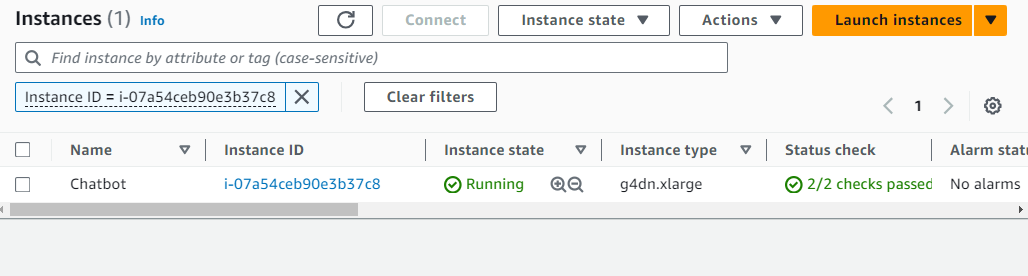 Instances (1) Info
Connect Instance state Actions Launch instances
Find instance by attribute or tag (case-sensitive)
Instance ID = i-07a54ceb90e3b37c8 Clear filters
1
Name Instance ID Instance state Instance type Status check Alarm stat
Chatbot i-07a54ceb90e3b37c8 Running g4dn.xlarge 2/2 checks passed No alarms